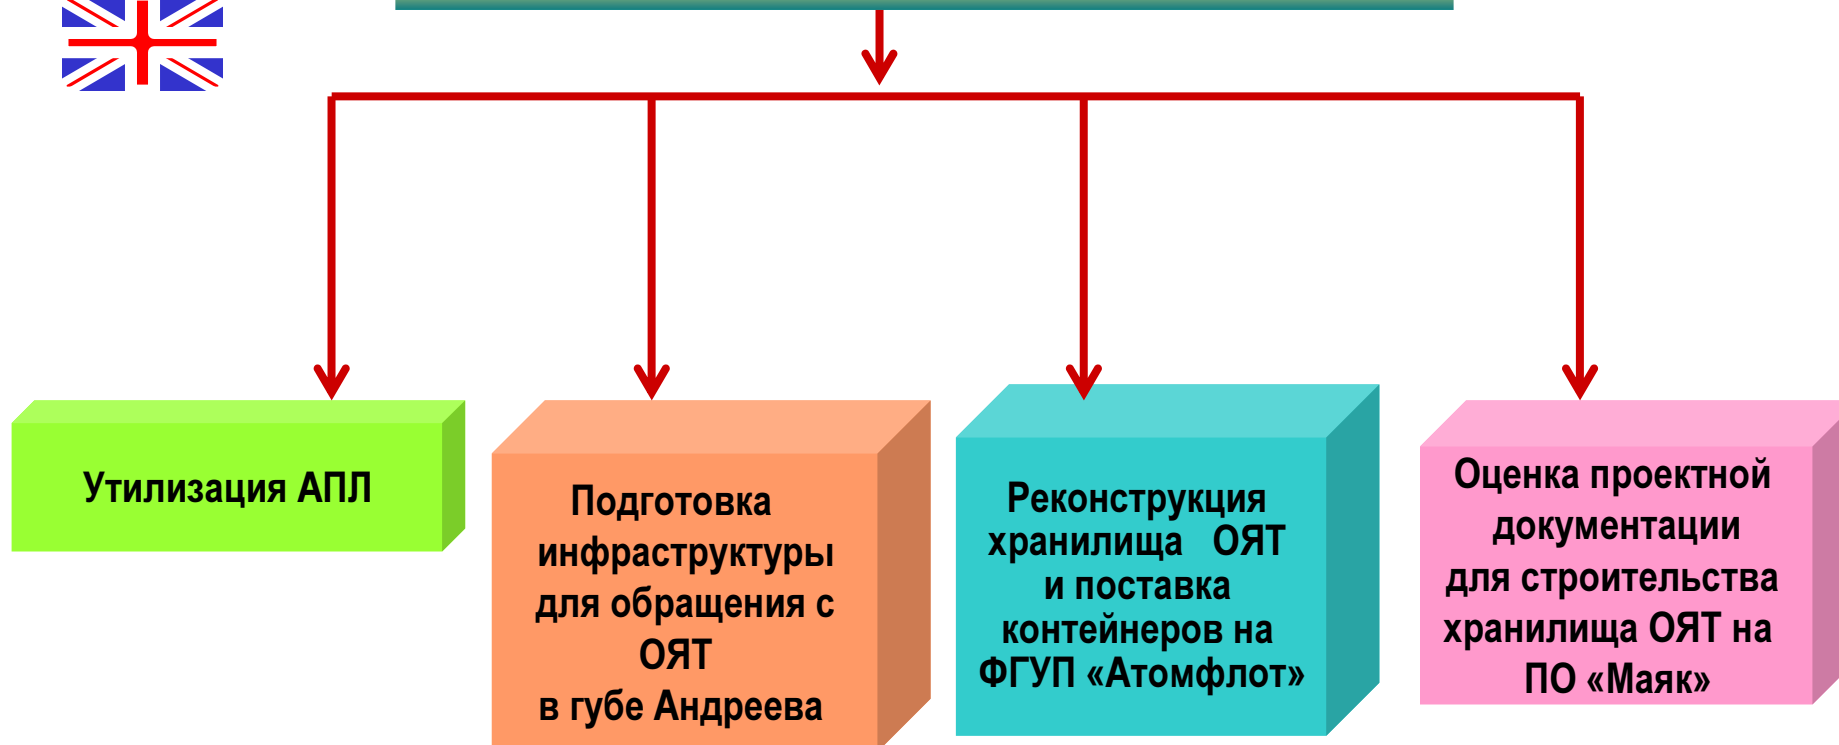 Утилизация АПЛ
Подготовка
инфраструктуры
для обращения с
ОЯТ
в губе Андреева
Реконструкция
хранилища ОЯТ
и поставка
контейнеров на
ФГУП «Атомфлот»
Оценка проектной
документации
для строительства
хранилища ОЯТ на
ПО «Маяк»